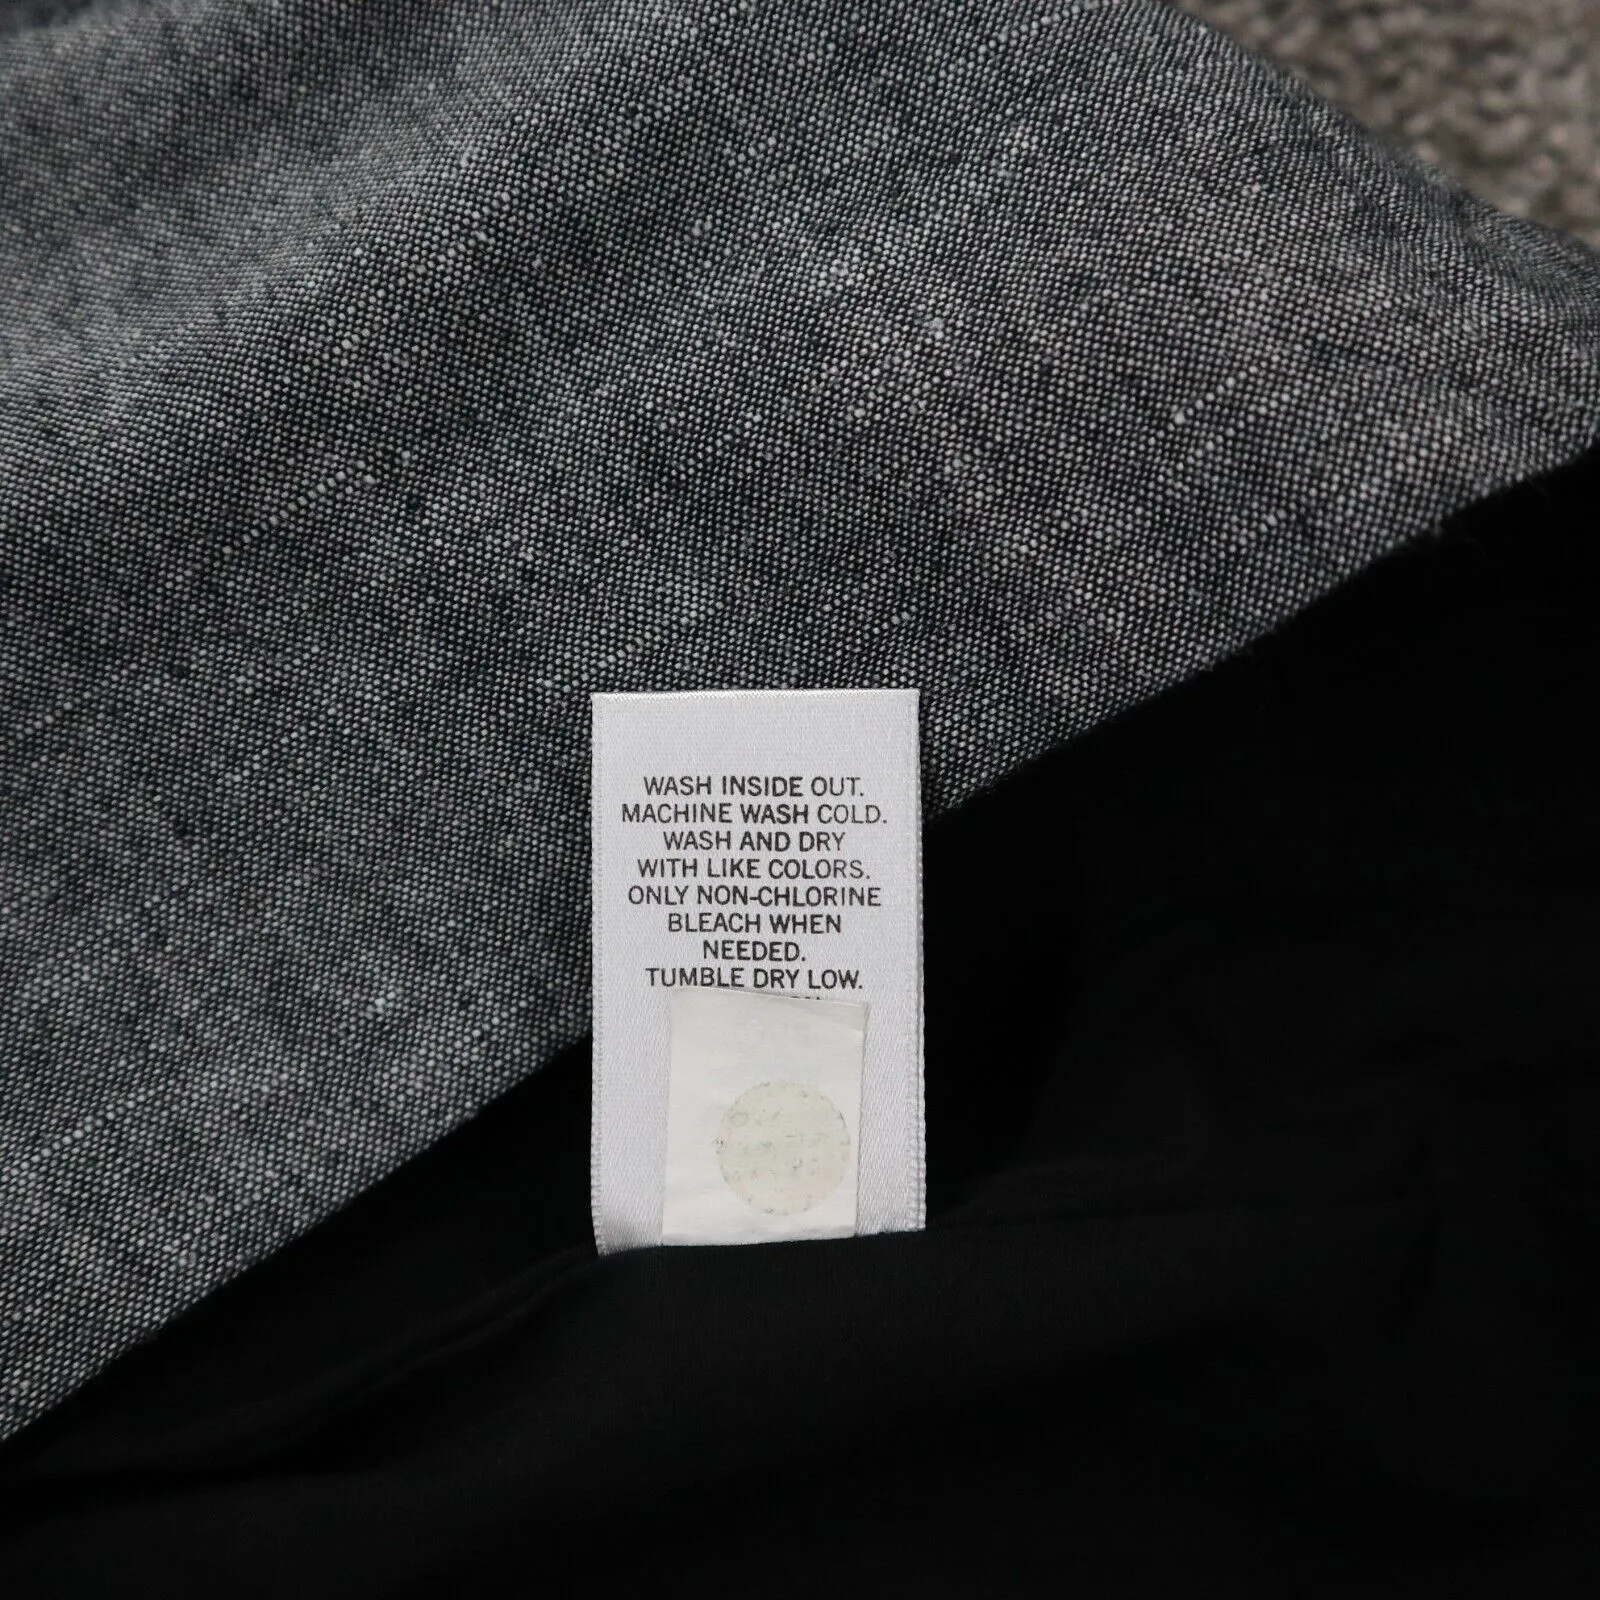 WASH INSIDE OUT.
MACHINE WASH COLD.
WASH AND DRY
WITH LIKE COLORS.
ONLY NON-CHLORINE
BLEACH WHEN
NEEDED.
TUMBLE DRY LOW.